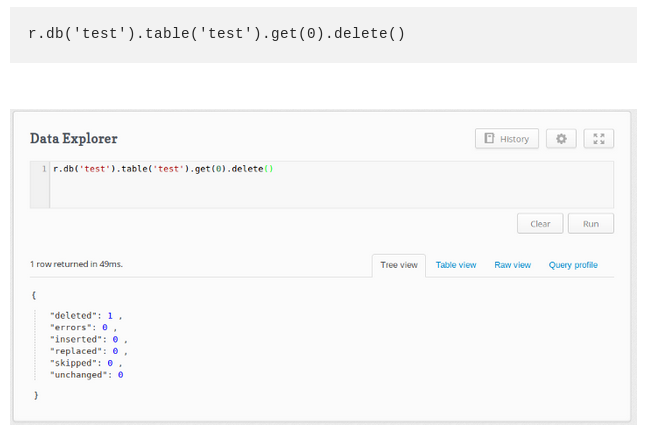 r.db('test').table('test').get(0).delete()
Data Explorer
History
1 r.db('test').table('test').get(0).delete()
Clear Run
1 row returned in 49ms.
Tree view Table view Raw view Query profile
{
"deleted": 1 ,
"errors": 0 ,
"inserted": 0 ,
"replaced": 0 ,
"skipped": 0 ,
"unchanged": 0
}